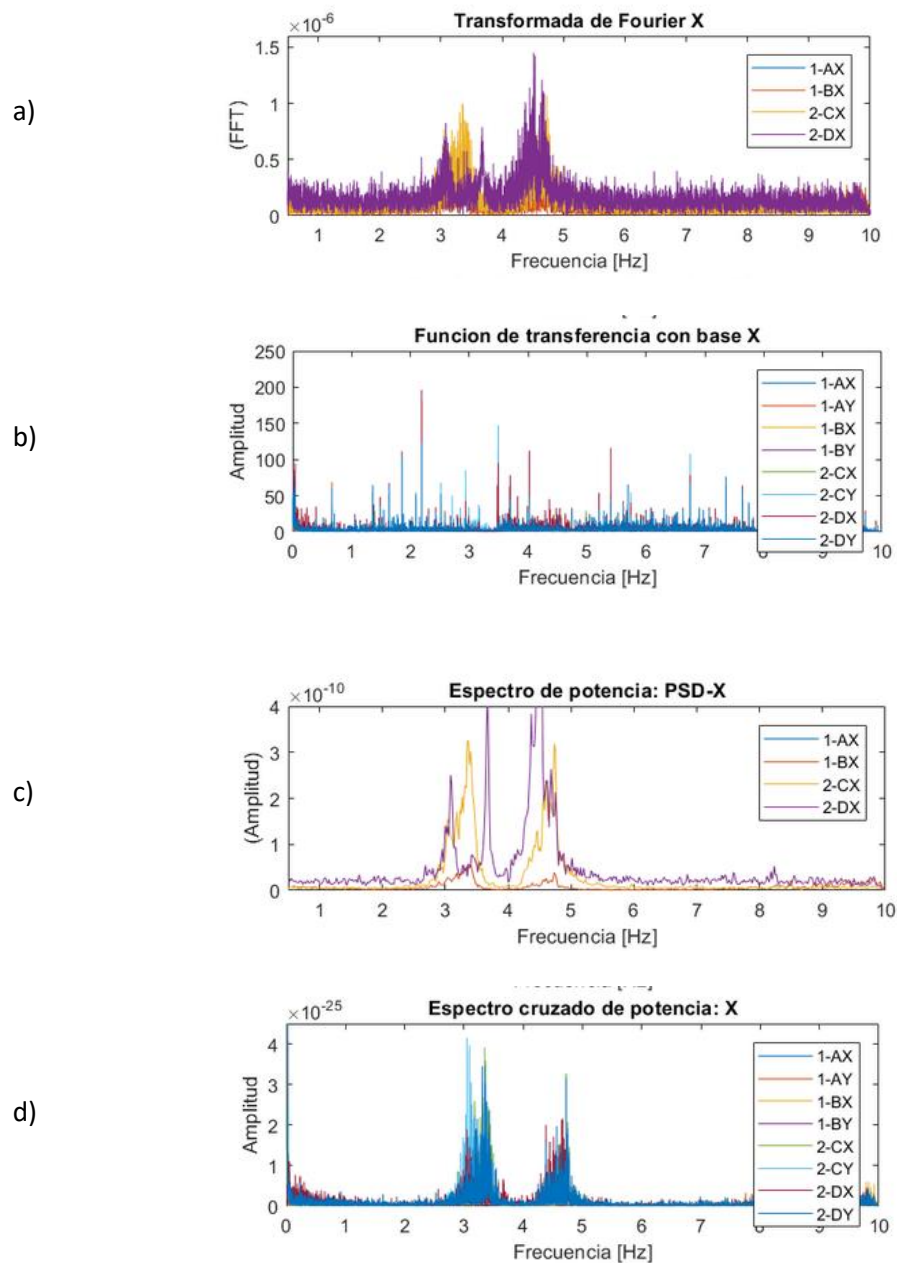 a)
Transformada de Fourier X
×10⁻⁶
1.5
1
0.5
0
(FFT)
1 2 3 4 5 6 7 8 9 10
Frecuencia [Hz]
1-AX
1-BX
2-CX
2-DX
b)
Funcion de transferencia con base X
250
200
150
100
50
0
Amplitud
0 1 2 3 4 5 6 7 8 9 10
Frecuencia [Hz]
1-AX
1-AY
1-BX
1-BY
2-CX
2-CY
2-DX
2-DY
c)
Espectro de potencia: PSD-X
×10⁻¹⁰
4
3
2
1
0
(Amplitud)
1 2 3 4 5 6 7 8 9 10
Frecuencia [Hz]
1-AX
1-BX
2-CX
2-DX
d)
Espectro cruzado de potencia: X
×10⁻²⁵
4
3
2
1
0
Amplitud
0 1 2 3 4 5 6 7 8 9 10
Frecuencia [Hz]
1-AX
1-AY
1-BX
1-BY
2-CX
2-CY
2-DX
2-DY